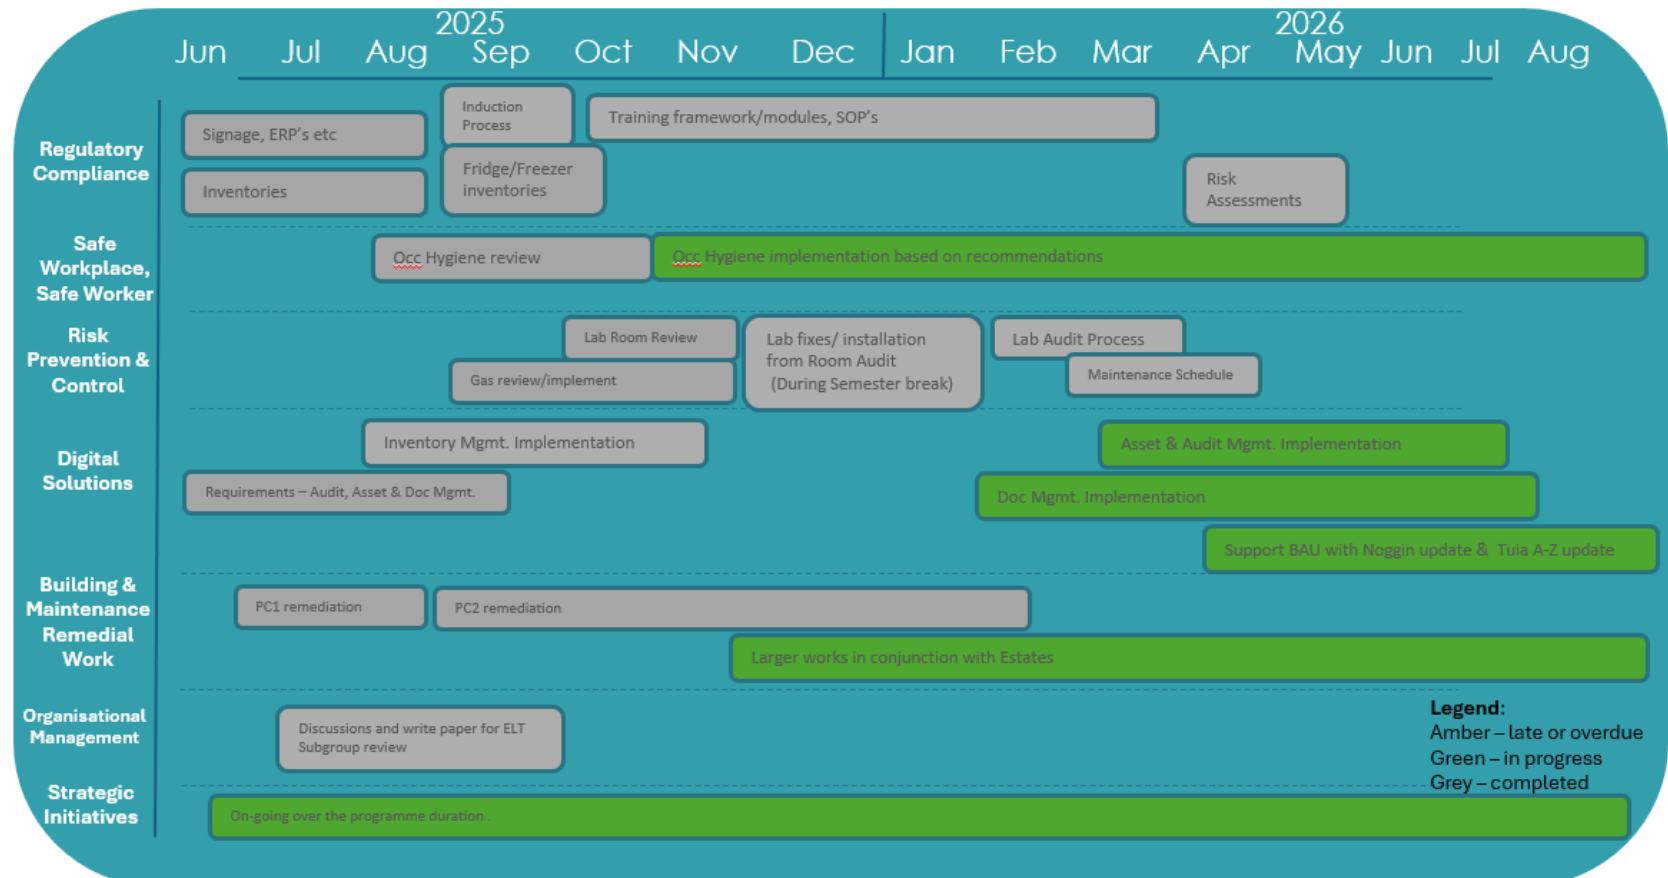 2025
2026
Jun Jul Aug Sep Oct Nov Dec Jan Feb Mar Apr May Jun Jul Aug
Regulatory
Compliance
Signage, ERP's etc
Inventories
Induction
Process
Fridge/Freezer
inventories
Training framework/modules, SOP's
Risk
Assessments
Safe
Workplace,
Safe Worker
Occ Hygiene review
Occ Hygiene implementation based on recommendations
Risk
Prevention &
Control
Lab Room Review
Gas review/implement
Lab fixes/ installation
from Room Audit
(During Semester break)
Lab Audit Process
Maintenance Schedule
Digital
Solutions
Inventory Mgmt. Implementation
Requirements – Audit, Asset & Doc Mgmt.
Asset & Audit Mgmt. Implementation
Doc Mgmt. Implementation
Support BAU with Noggin update & Tuia A-Z update
Building &
Maintenance
Remedial
Work
PC1 remediation
PC2 remediation
Larger works in conjunction with Estates
Organisational
Management
Discussions and write paper for ELT
Subgroup review
Legend:
Amber – late or overdue
Green – in progress
Grey – completed
Strategic
Initiatives
On-going over the programme duration .